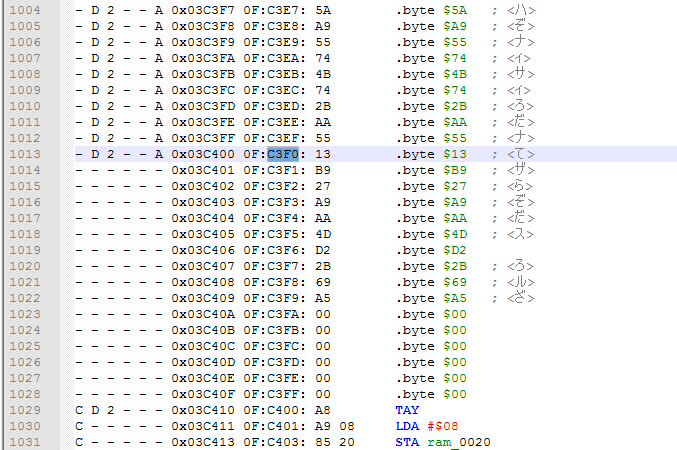 1004 - D 2 - - A 0x03C3F7 0F:C3E7: 5A .byte $5A ; <ハ>
1005 - D 2 - - A 0x03C3F8 0F:C3E8: A9 .byte $A9 ; <ぞ>
1006 - D 2 - - A 0x03C3F9 0F:C3E9: 55 .byte $55 ; <ナ>
1007 - D 2 - - A 0x03C3FA 0F:C3EA: 74 .byte $74 ; <ィ>
1008 - D 2 - - A 0x03C3FB 0F:C3EB: 4B .byte $4B ; <サ>
1009 - D 2 - - A 0x03C3FC 0F:C3EC: 74 .byte $74 ; <ィ>
1010 - D 2 - - A 0x03C3FD 0F:C3ED: 2B .byte $2B ; <ろ>
1011 - D 2 - - A 0x03C3FE 0F:C3EE: AA .byte $AA ; <だ>
1012 - D 2 - - A 0x03C3FF 0F:C3EF: 55 .byte $55 ; <ナ>
1013 - D 2 - - A 0x03C400 0F:C3F0: 13 .byte $13 ; <て>
1014 - - - - - - 0x03C401 0F:C3F1: B9 .byte $B9 ; <ザ>
1015 - - - - - - 0x03C402 0F:C3F2: 27 .byte $27 ; <ら>
1016 - - - - - - 0x03C403 0F:C3F3: A9 .byte $A9 ; <ぞ>
1017 - - - - - - 0x03C404 0F:C3F4: AA .byte $AA ; <だ>
1018 - - - - - - 0x03C405 0F:C3F5: 4D .byte $4D ; <ス>
1019 - - - - - - 0x03C406 0F:C3F6: D2 .byte $D2
1020 - - - - - - 0x03C407 0F:C3F7: 2B .byte $2B ; <ろ>
1021 - - - - - - 0x03C408 0F:C3F8: 69 .byte $69 ; <ル>
1022 - - - - - - 0x03C409 0F:C3F9: A5 .byte $A5 ; <ざ>
1023 - - - - - - 0x03C40A 0F:C3FA: 00 .byte $00
1024 - - - - - - 0x03C40B 0F:C3FB: 00 .byte $00
1025 - - - - - - 0x03C40C 0F:C3FC: 00 .byte $00
1026 - - - - - - 0x03C40D 0F:C3FD: 00 .byte $00
1027 - - - - - - 0x03C40E 0F:C3FE: 00 .byte $00
1028 - - - - - - 0x03C40F 0F:C3FF: 00 .byte $00
1029 C D 2 - - - 0x03C410 0F:C400: A8 TAY
1030 C - - - - - 0x03C411 0F:C401: A9 08 LDA #$08
1031 C - - - - - 0x03C413 0F:C403: 85 20 STA ram_0020